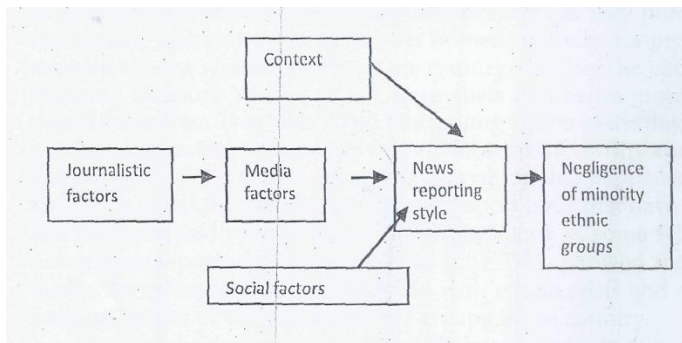 Context
Journalistic
factors
Media
factors
News
reporting
style
Negligence
of minority
ethnic
groups
Social factors